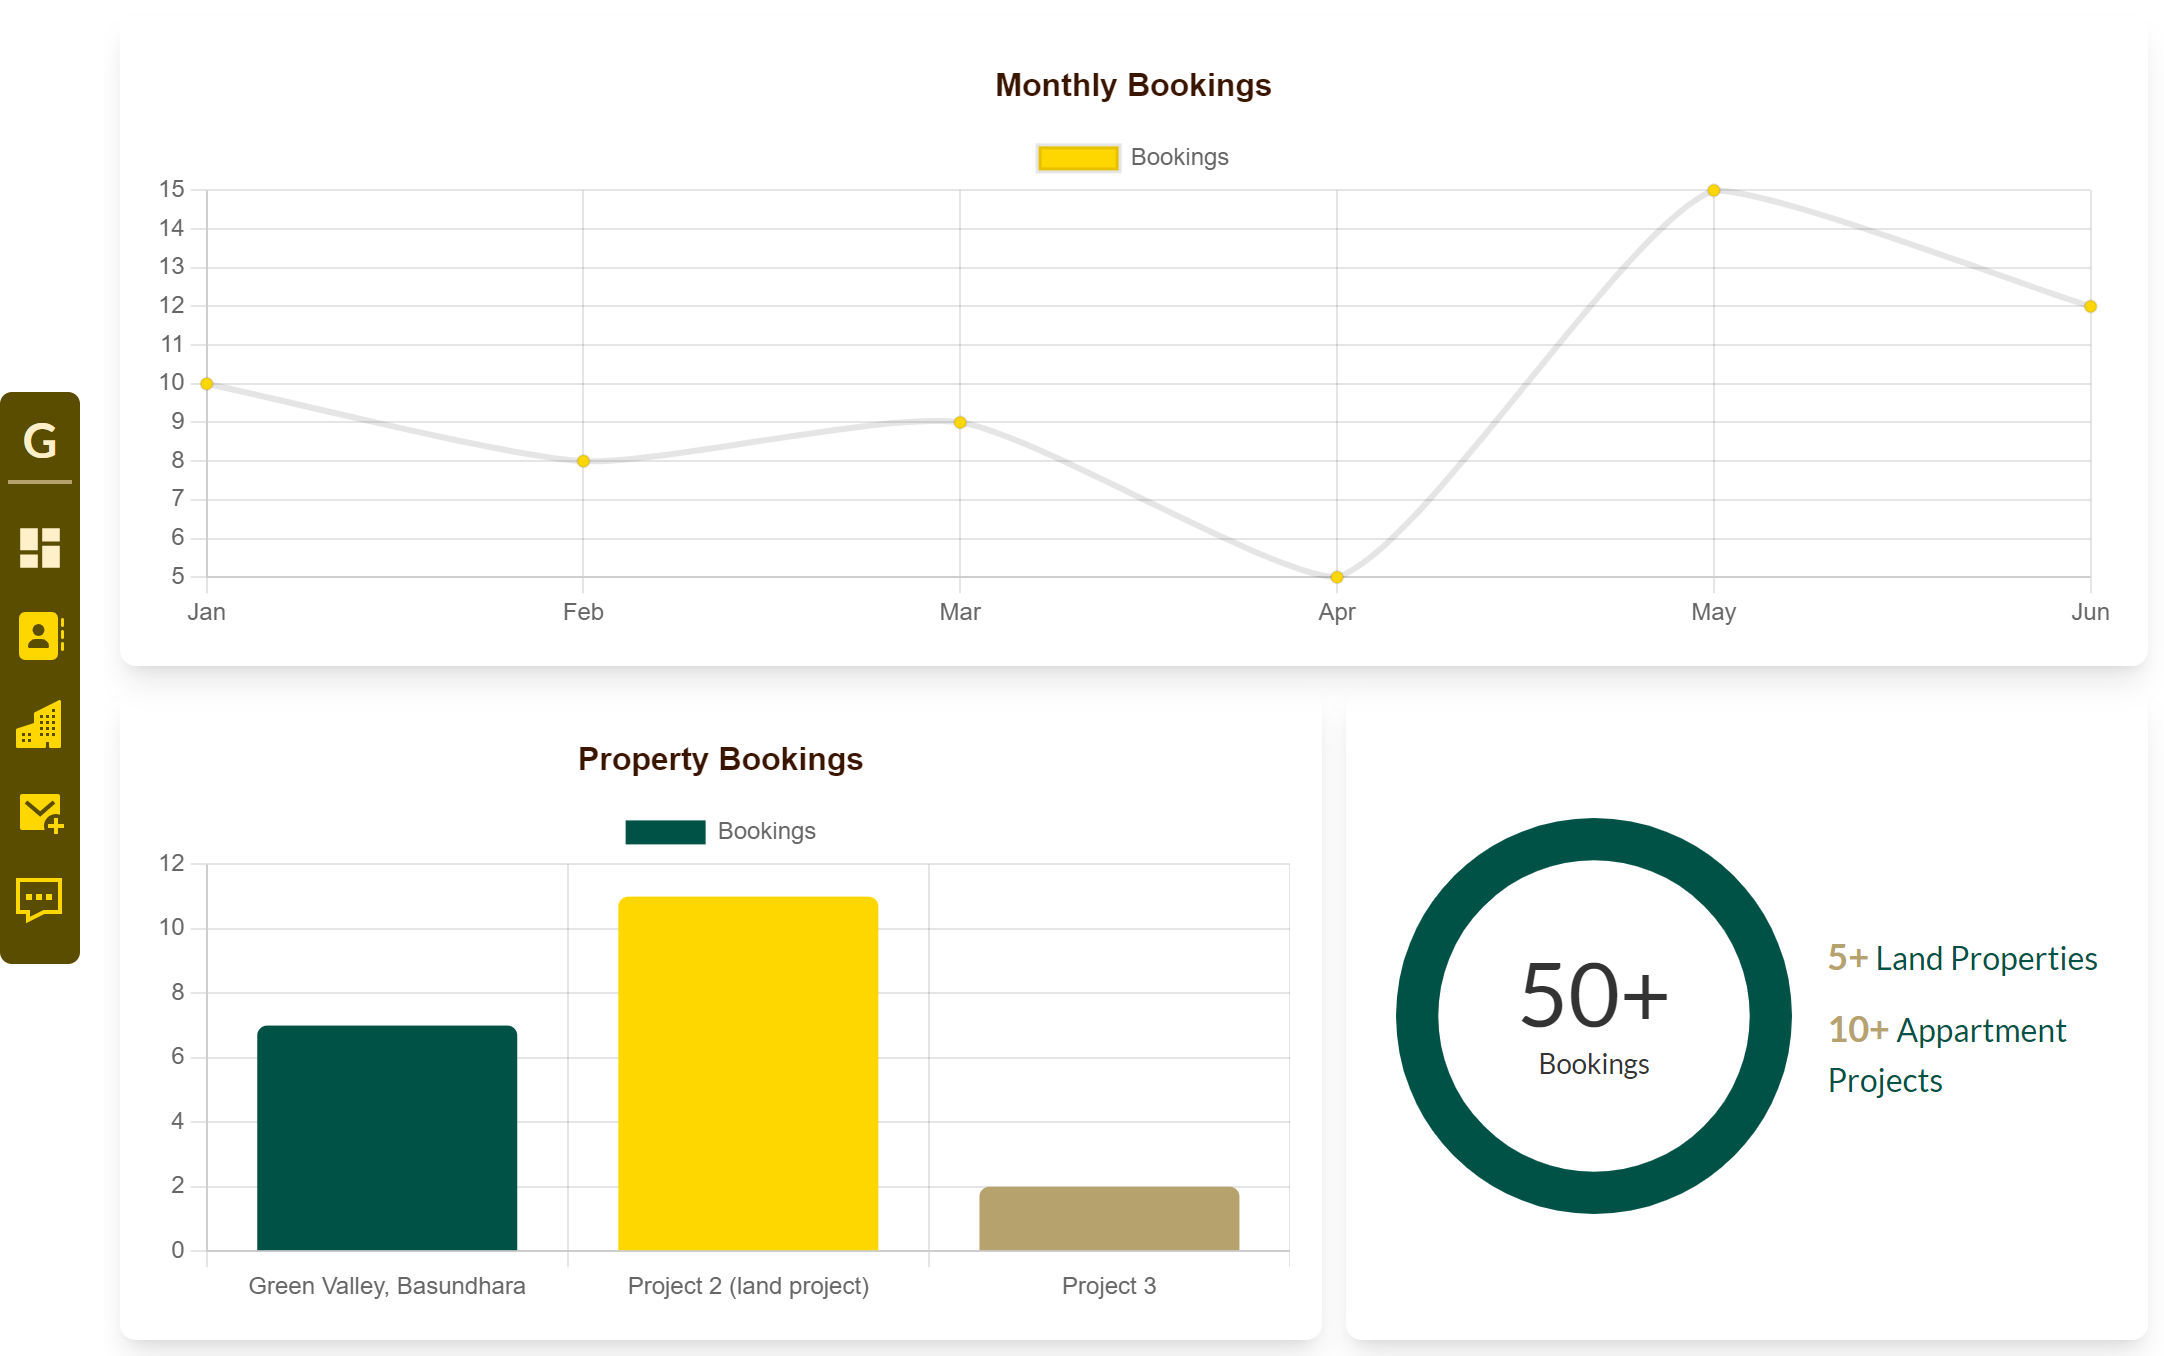 Monthly Bookings
Bookings
15
14
13
12
11
10
9
8
7
6
5
Jan Feb Mar Apr May Jun
G
Property Bookings
Bookings
12
10
8
6
4
2
0
Green Valley, Basundhara Project 2 (land project) Project 3
50+
Bookings
5+ Land Properties
10+ Appartment
Projects